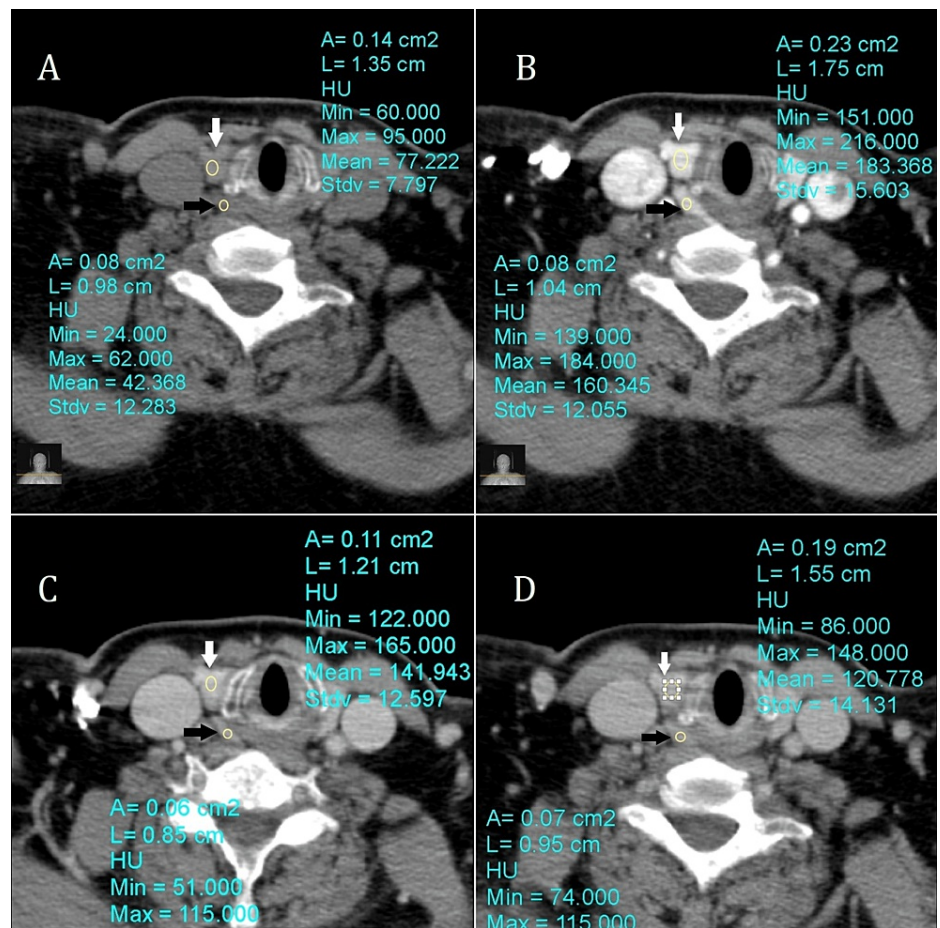 A
A= 0.14 cm2
L= 1.35 cm
HU
Min = 60.000
Max = 95.000
Mean = 77.222
Stdv = 7.797
A= 0.08 cm2
L= 0.98 cm
HU
Min = 24.000
Max = 62.000
Mean = 42.368
Stdv = 12.283
B
A= 0.23 cm2
L= 1.75 cm
HU
Min = 151.000
Max = 216.000
Mean = 183.368
Stdv = 15.603
A= 0.08 cm2
L= 1.04 cm
HU
Min = 139.000
Max = 184.000
Mean = 160.345
Stdv = 12.055
C
A= 0.11 cm2
L= 1.21 cm
HU
Min = 122.000
Max = 165.000
Mean = 141.943
Stdv = 12.597
A= 0.06 cm2
L= 0.85 cm
HU
Min = 51.000
Max = 115.000
D
A= 0.19 cm2
L= 1.55 cm
HU
Min = 86.000
Max = 148.000
Mean = 120.778
Stdv = 14.131
A= 0.07 cm2
L= 0.95 cm
HU
Min = 74.000
Max = 115.000